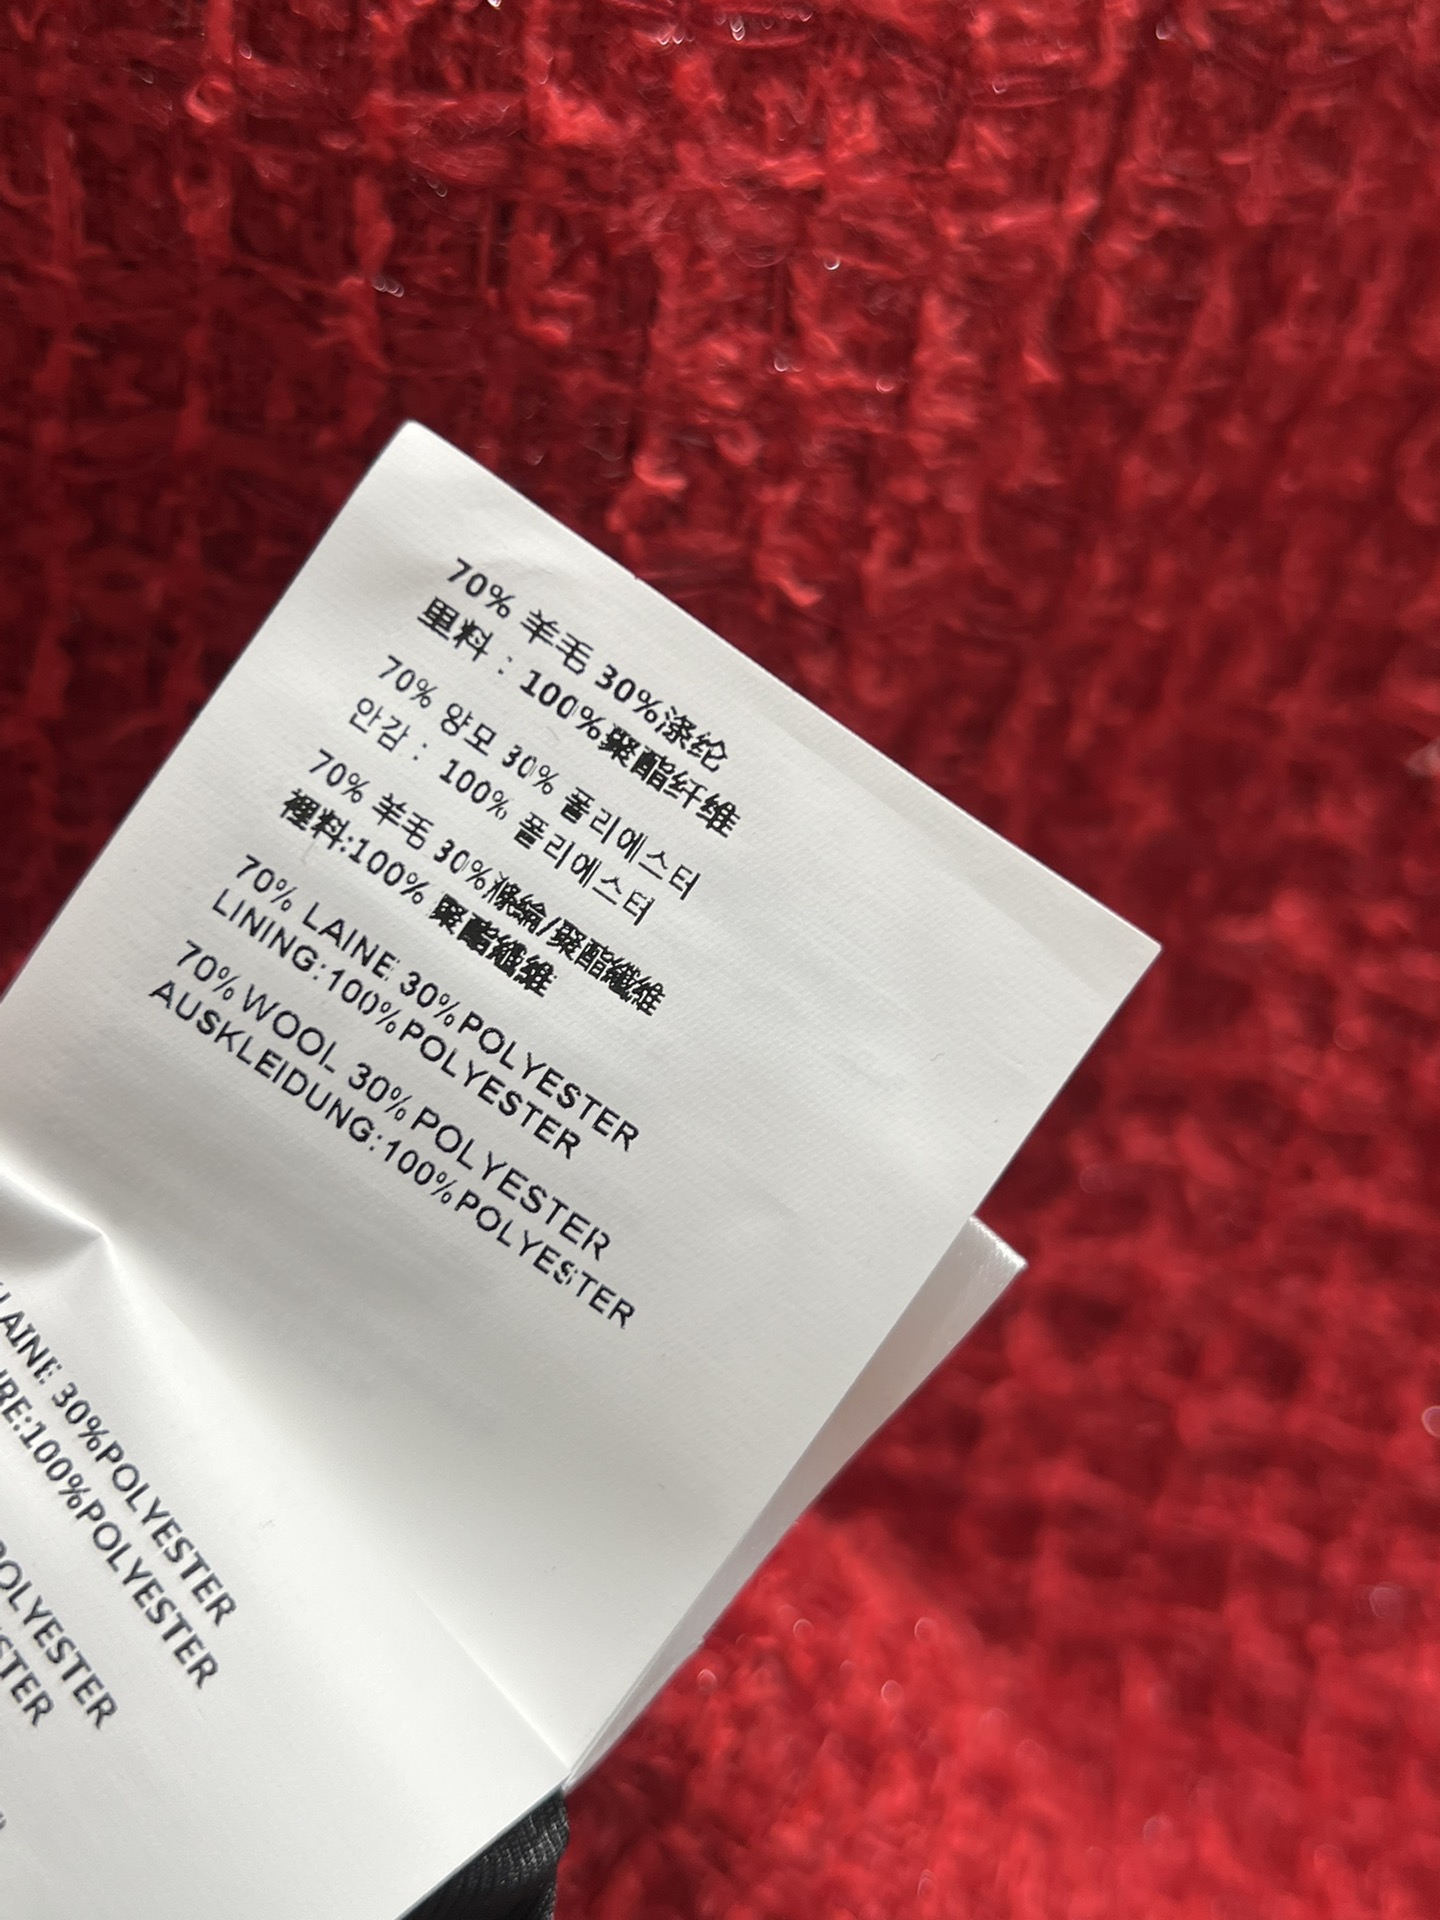 70% 羊毛 30%涤纶
里料：100%聚酯纤维
70% 양모 30% 폴리에스터
안감： 100% 폴리에스터
70% 羊毛 30%滌綸/聚酯纖維
裡料:100% 聚酯纖維
70% LAINE 30%POLYESTER
LINING:100%POLYESTER
70% WOOL 30% POLYESTER
AUSKLEIDUNG:100%POLYESTER
LAINE 30%POLYESTER
:100%POLYESTER
POLYESTER